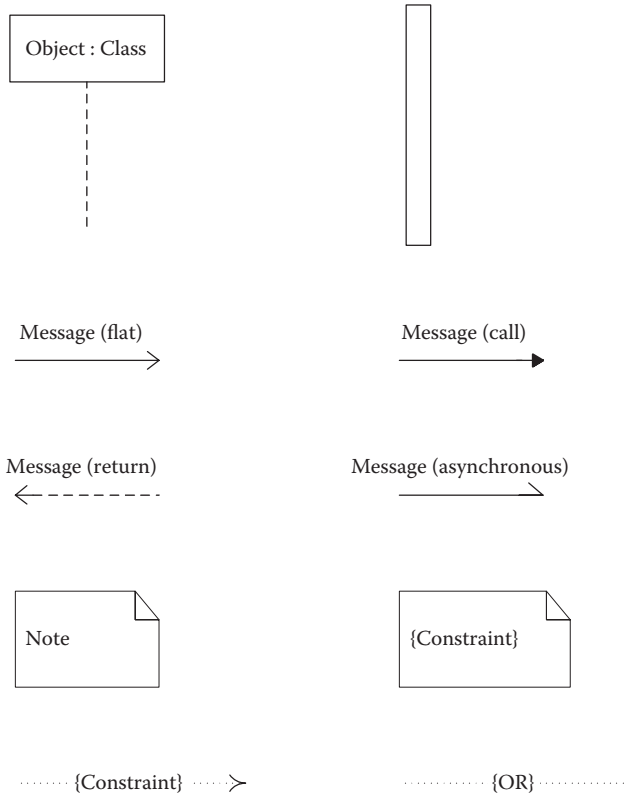 Object : Class
Message (flat)
Message (call)
Message (return)
Message (asynchronous)
Note
{Constraint}
{Constraint}
{OR}